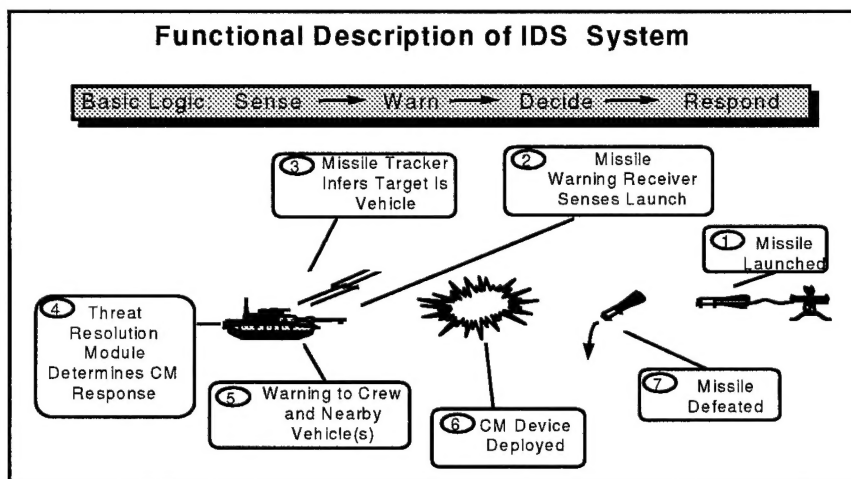 Functional Description of IDS System
Basic Logic Sense Warn Decide Respond
3 Missile Tracker
Infers Target Is
Vehicle
2 Missile
Warning Receiver
Senses Launch
1 Missile
Launched
4 Threat
Resolution
Module
Determines CM
Response
5 Warning to Crew
and Nearby
Vehicle(s)
6 CM Device
Deployed
7 Missile
Defeated